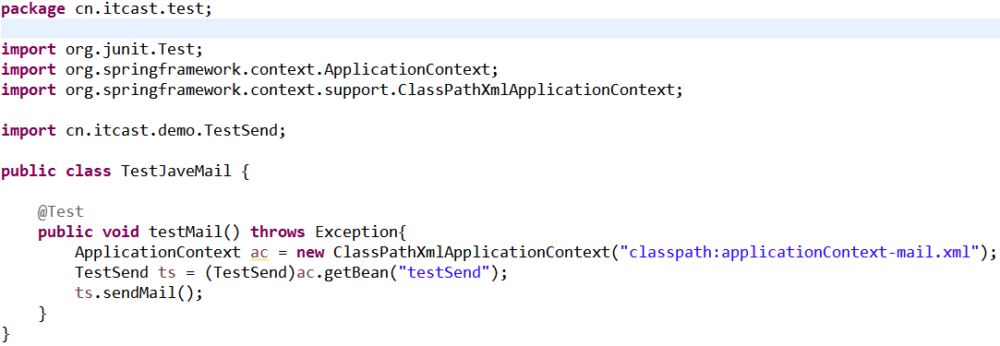 package cn.itcast.test;
import org.junit.Test;
import org.springframework.context.ApplicationContext;
import org.springframework.context.support.ClassPathXmlApplicationContext;
import cn.itcast.demo.TestSend;
public class TestJaveMail {
@Test
public void testMail() throws Exception{
ApplicationContext ac = new ClassPathXmlApplicationContext("classpath:applicationContext-mail.xml");
TestSend ts = (TestSend)ac.getBean("testSend");
ts.sendMail();
}
}